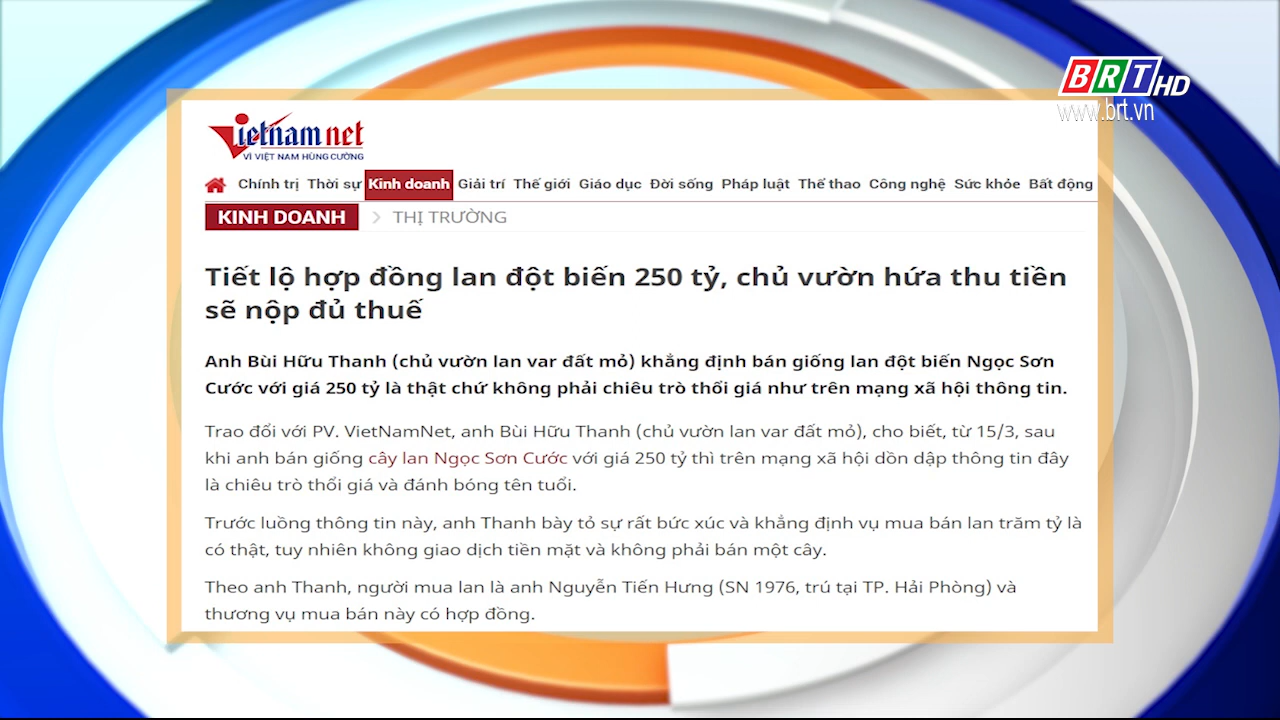 BRT HD
www.brt.vn
Vietnamnet
VÌ VIỆT NAM HÙNG CƯỜNG
Chính trị Thời sự Kinh doanh Giải trí Thế giới Giáo dục Đời sống Pháp luật Thể thao Công nghệ Sức khỏe Bất động
KINH DOANH > THỊ TRƯỜNG
Tiết lộ hợp đồng lan đột biến 250 tỷ, chủ vườn hứa thu tiền
sẽ nộp đủ thuế
Anh Bùi Hữu Thanh (chủ vườn lan var đất mỏ) khẳng định bán giống lan đột biến Ngọc Sơn
Cước với giá 250 tỷ là thật chứ không phải chiêu trò thổi giá như trên mạng xã hội thông tin.
Trao đổi với PV. VietNamNet, anh Bùi Hữu Thanh (chủ vườn lan var đất mỏ), cho biết, từ 15/3, sau
khi anh bán giống cây lan Ngọc Sơn Cước với giá 250 tỷ thì trên mạng xã hội dồn dập thông tin đây
là chiêu trò thổi giá và đánh bóng tên tuổi.
Trước luồng thông tin này, anh Thanh bày tỏ sự rất bức xúc và khẳng định vụ mua bán lan trăm tỷ là
có thật, tuy nhiên không giao dịch tiền mặt và không phải bán một cây.
Theo anh Thanh, người mua lan là anh Nguyễn Tiến Hưng (SN 1976, trú tại TP. Hải Phòng) và
thương vụ mua bán này có hợp đồng.